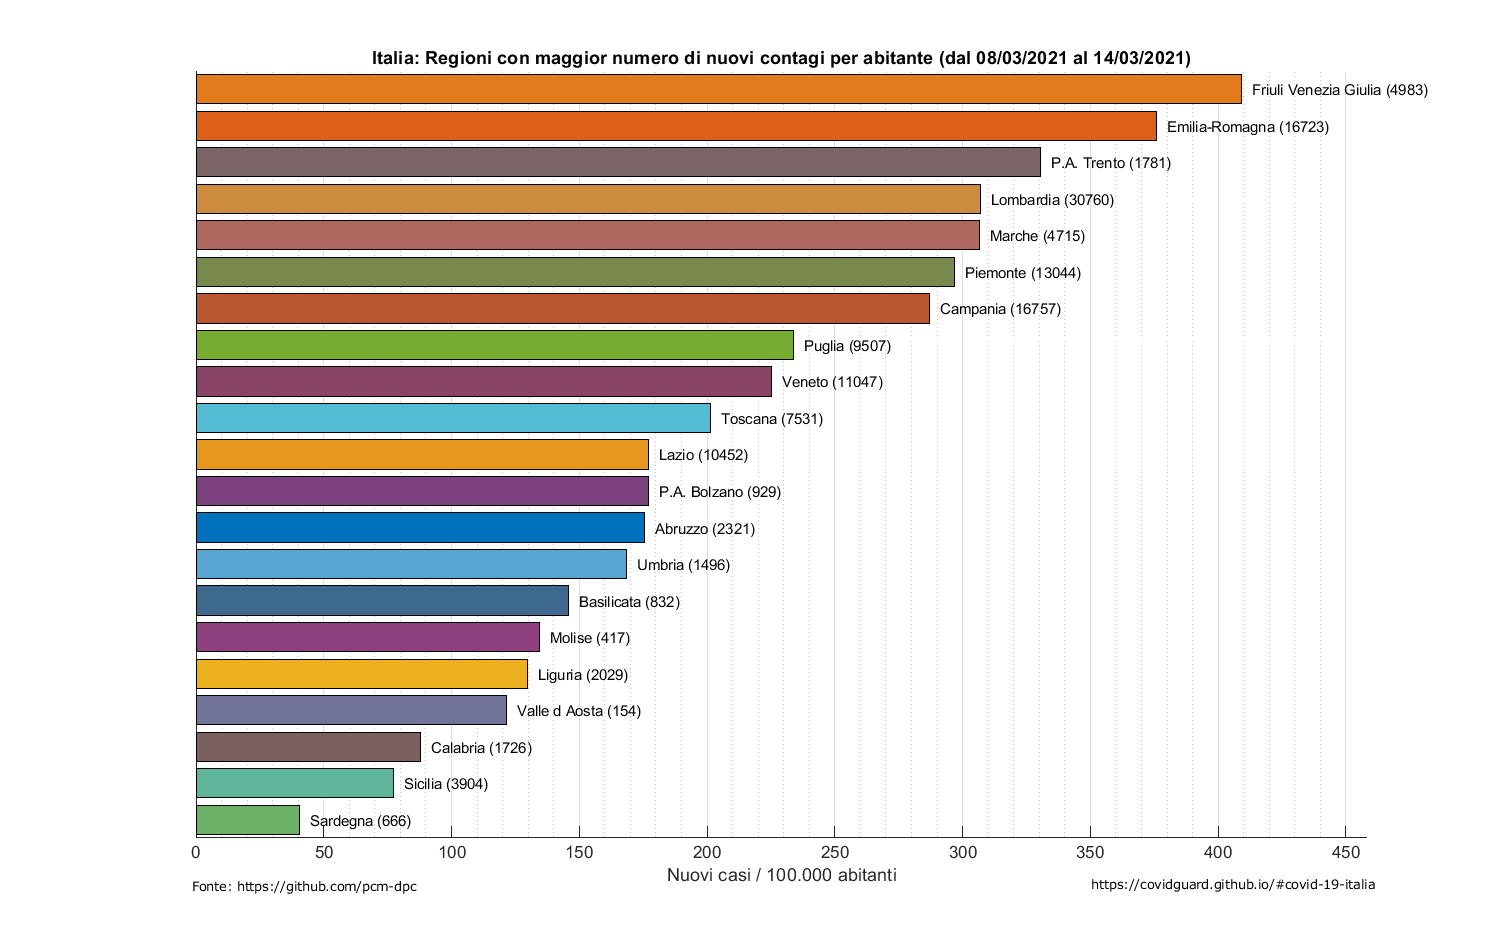 Italia: Regioni con maggior numero di nuovi contagi per abitante (dal 08/03/2021 al 14/03/2021)
Friuli Venezia Giulia (4983)
Emilia-Romagna (16723)
P.A. Trento (1781)
Lombardia (30760)
Marche (4715)
Piemonte (13044)
Campania (16757)
Puglia (9507)
Veneto (11047)
Toscana (7531)
Lazio (10452)
P.A. Bolzano (929)
Abruzzo (2321)
Umbria (1496)
Basilicata (832)
Molise (417)
Liguria (2029)
Valle d Aosta (154)
Calabria (1726)
Sicilia (3904)
Sardegna (666)
0 50 100 150 200 250 300 350 400 450
Nuovi casi / 100.000 abitanti
Fonte: https://github.com/pcm-dpc
https://covidguard.github.io/#covid-19-italia